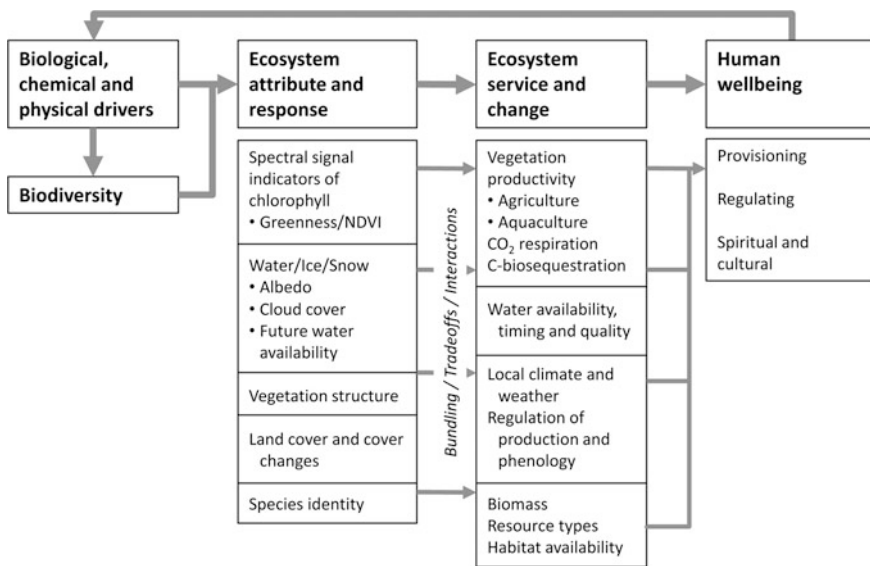 Biological,
chemical and
physical drivers
Biodiversity
Ecosystem
attribute and
response
Ecosystem
service and
change
Human
wellbeing
Spectral signal
indicators of
chlorophyll
• Greenness/NDVI
Water/Ice/Snow
• Albedo
• Cloud cover
• Future water
availability
Vegetation structure
Land cover and cover
changes
Species identity
Bundling / Tradeoffs / Interactions
Vegetation
productivity
• Agriculture
• Aquaculture
CO₂ respiration
C-biosequestration
Water availability,
timing and quality
Local climate and
weather
Regulation of
production and
phenology
Biomass
Resource types
Habitat availability
Provisioning
Regulating
Spiritual and
cultural